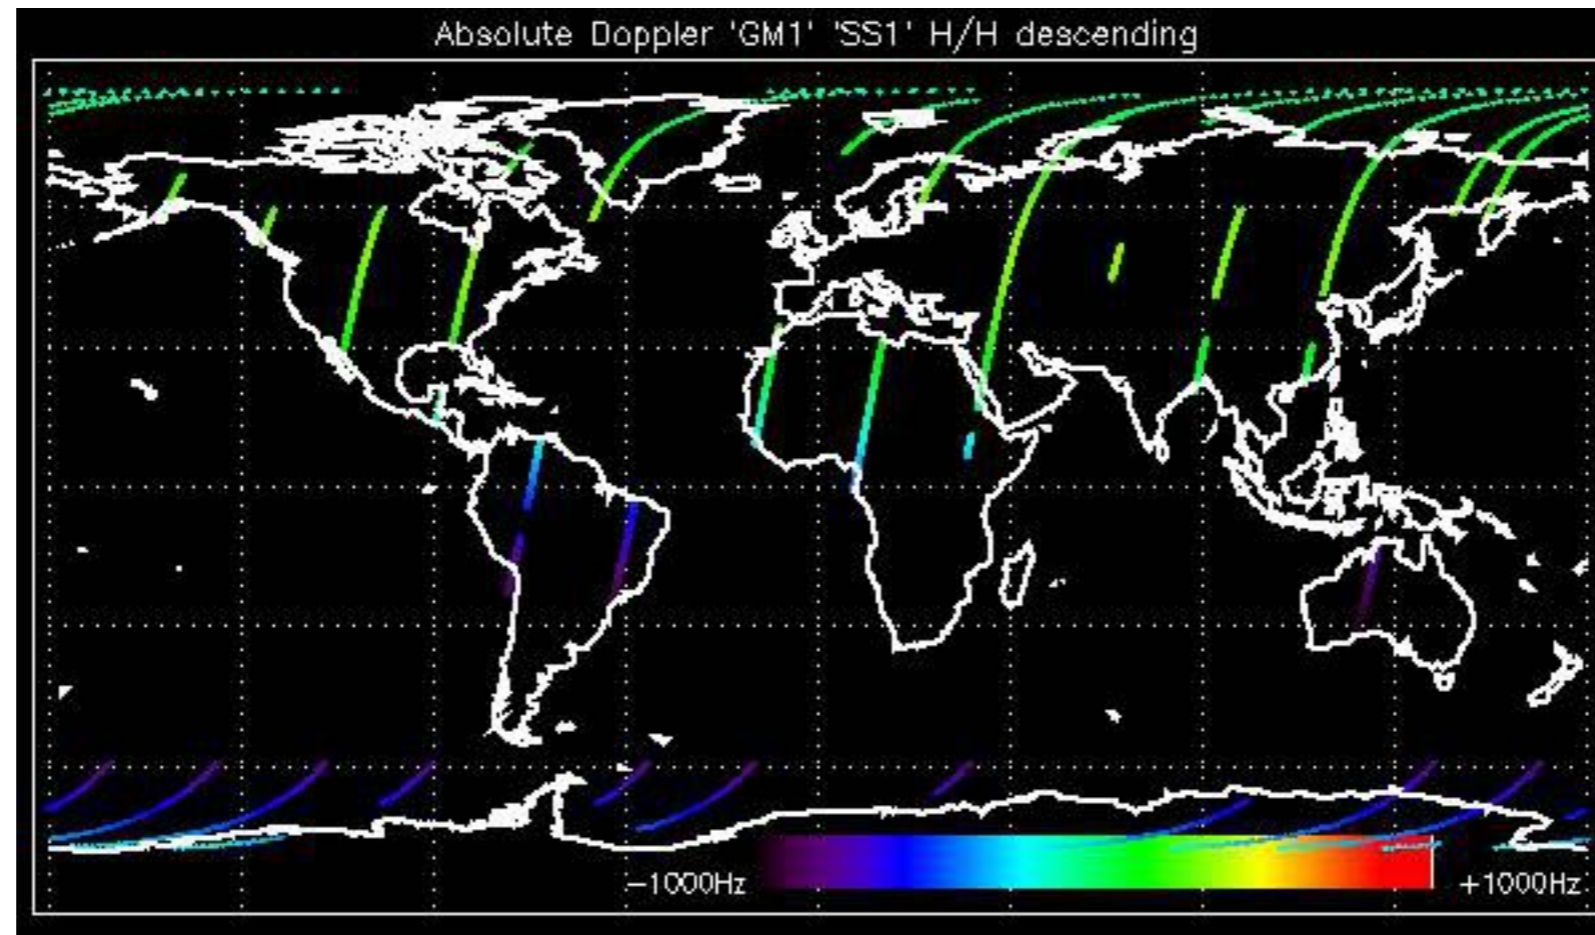 Absolute Doppler 'GM1' 'SS1' H/H descending
−1000Hz
+1000Hz